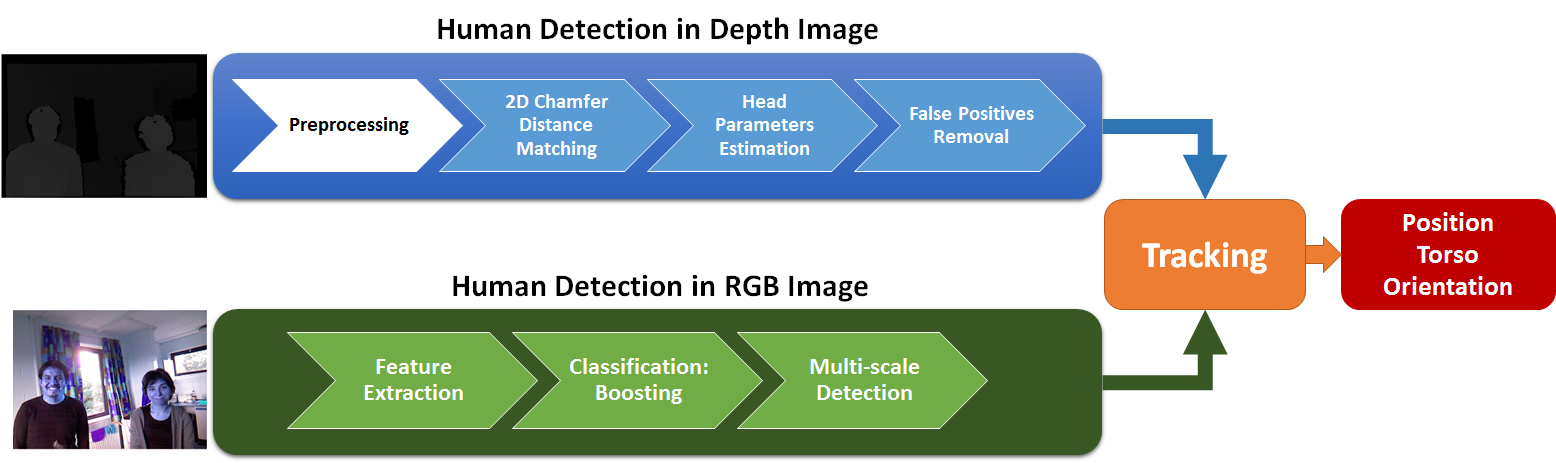 Human Detection in Depth Image
Preprocessing
2D Chamfer
Distance
Matching
Head
Parameters
Estimation
False Positives
Removal
Tracking
Position
Torso
Orientation
Human Detection in RGB Image
Feature
Extraction
Classification:
Boosting
Multi-scale
Detection